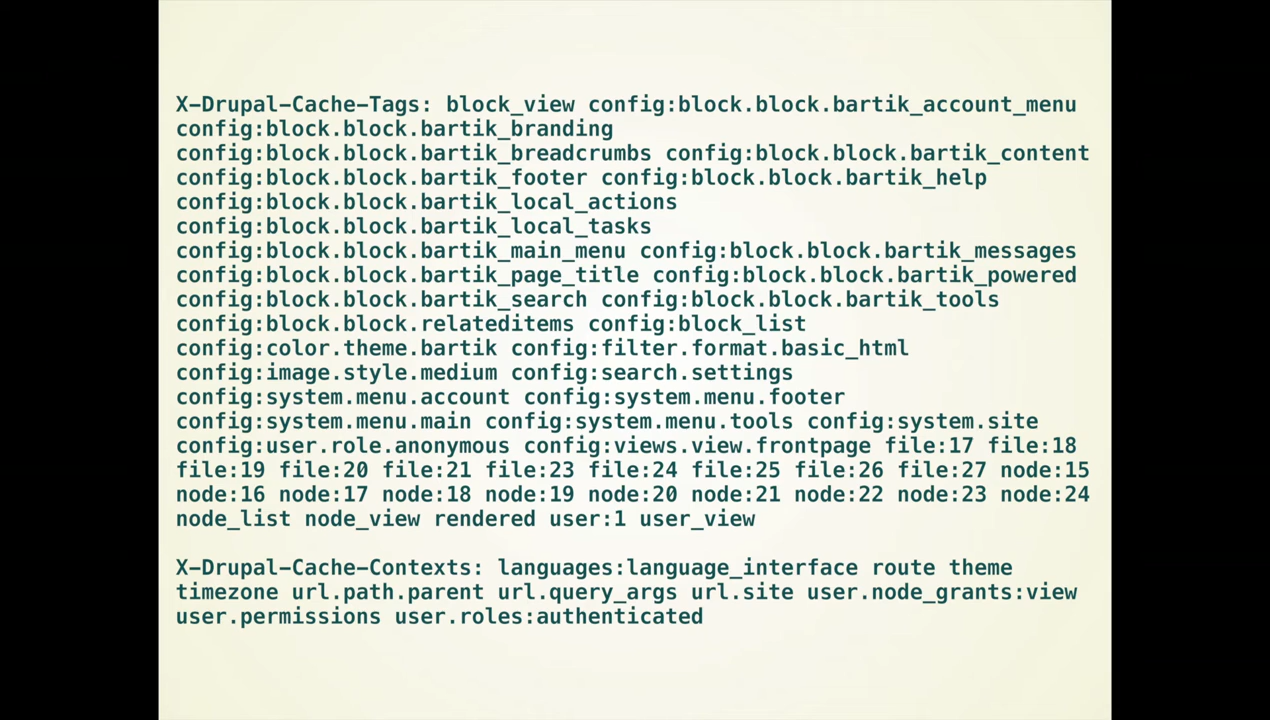 X-Drupal-Cache-Tags: block_view config:block.block.bartik_account_menu
config:block.block.bartik_branding
config:block.block.bartik_breadcrumbs config:block.block.bartik_content
config:block.block.bartik_footer config:block.block.bartik_help
config:block.block.bartik_local_actions
config:block.block.bartik_local_tasks
config:block.block.bartik_main_menu config:block.block.bartik_messages
config:block.block.bartik_page_title config:block.block.bartik_powered
config:block.block.bartik_search config:block.block.bartik_tools
config:block.block.relateditems config:block_list
config:color.theme.bartik config:filter.format.basic_html
config:image.style.medium config:search.settings
config:system.menu.account config:system.menu.footer
config:system.menu.main config:system.menu.tools config:system.site
config:user.role.anonymous config:views.view.frontpage file:17 file:18
file:19 file:20 file:21 file:23 file:24 file:25 file:26 file:27 node:15
node:16 node:17 node:18 node:19 node:20 node:21 node:22 node:23 node:24
node_list node_view rendered user:1 user_view
X-Drupal-Cache-Contexts: languages:language_interface route theme
timezone url.path.parent url.query_args url.site user.node_grants:view
user.permissions user.roles:authenticated